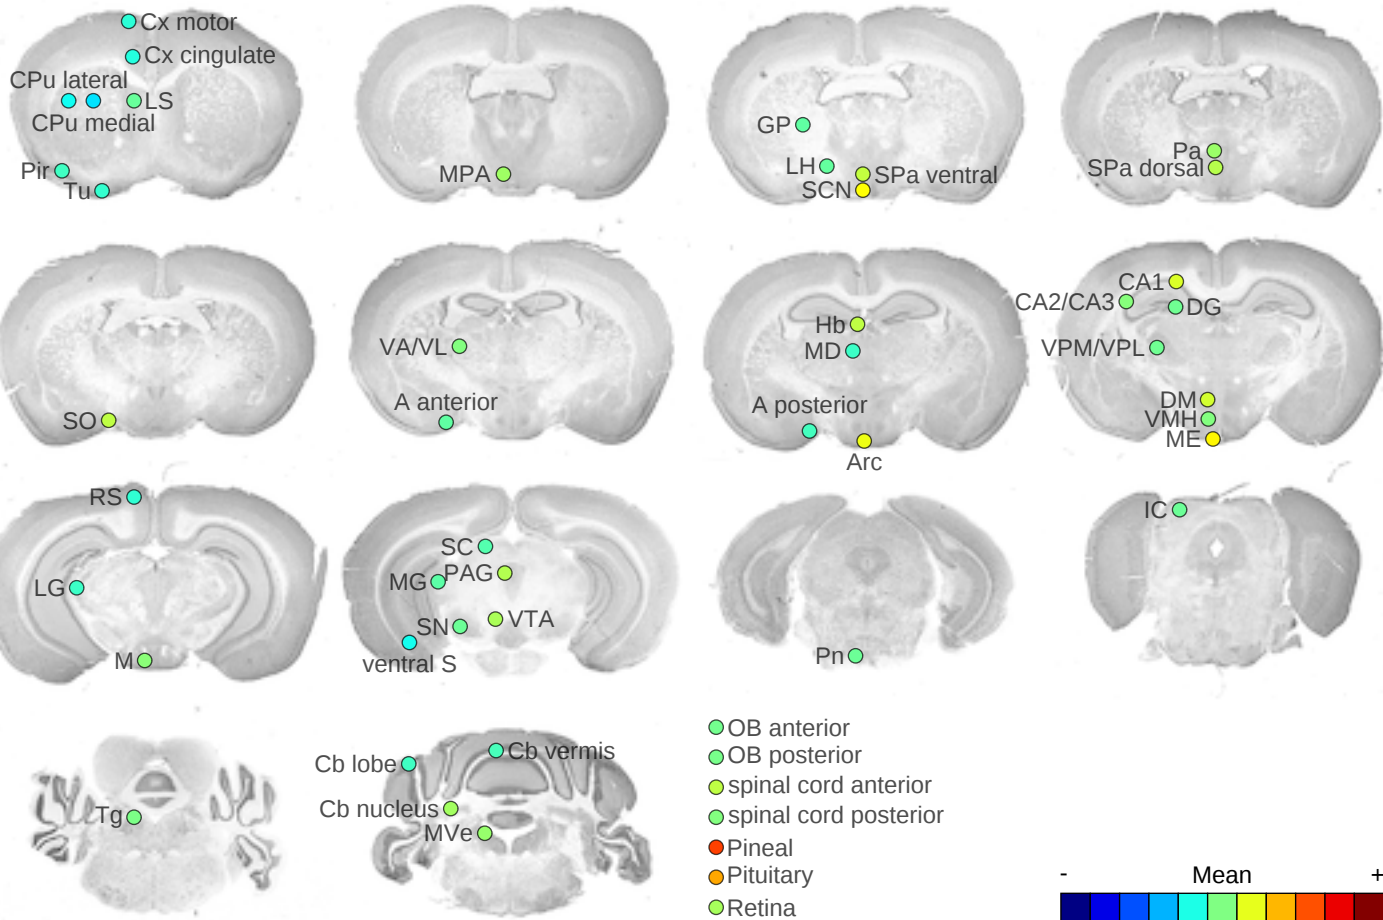 Cx motor
Cx cingulate
CPu lateral
LS
CPu medial
Pir
Tu
MPA
GP
LH
SPa ventral
SCN
Pa
SPa dorsal
SO
VA/VL
A anterior
Hb
MD
A posterior
Arc
CA1
CA2/CA3
DG
VPM/VPL
DM
VMH
ME
RS
LG
M
SC
MG
PAG
SN
VTA
ventral S
Pn
IC
Tg
Cb lobe
Cb vermis
Cb nucleus
MVe
OB anterior
OB posterior
spinal cord anterior
spinal cord posterior
Pineal
Pituitary
Retina
- Mean +